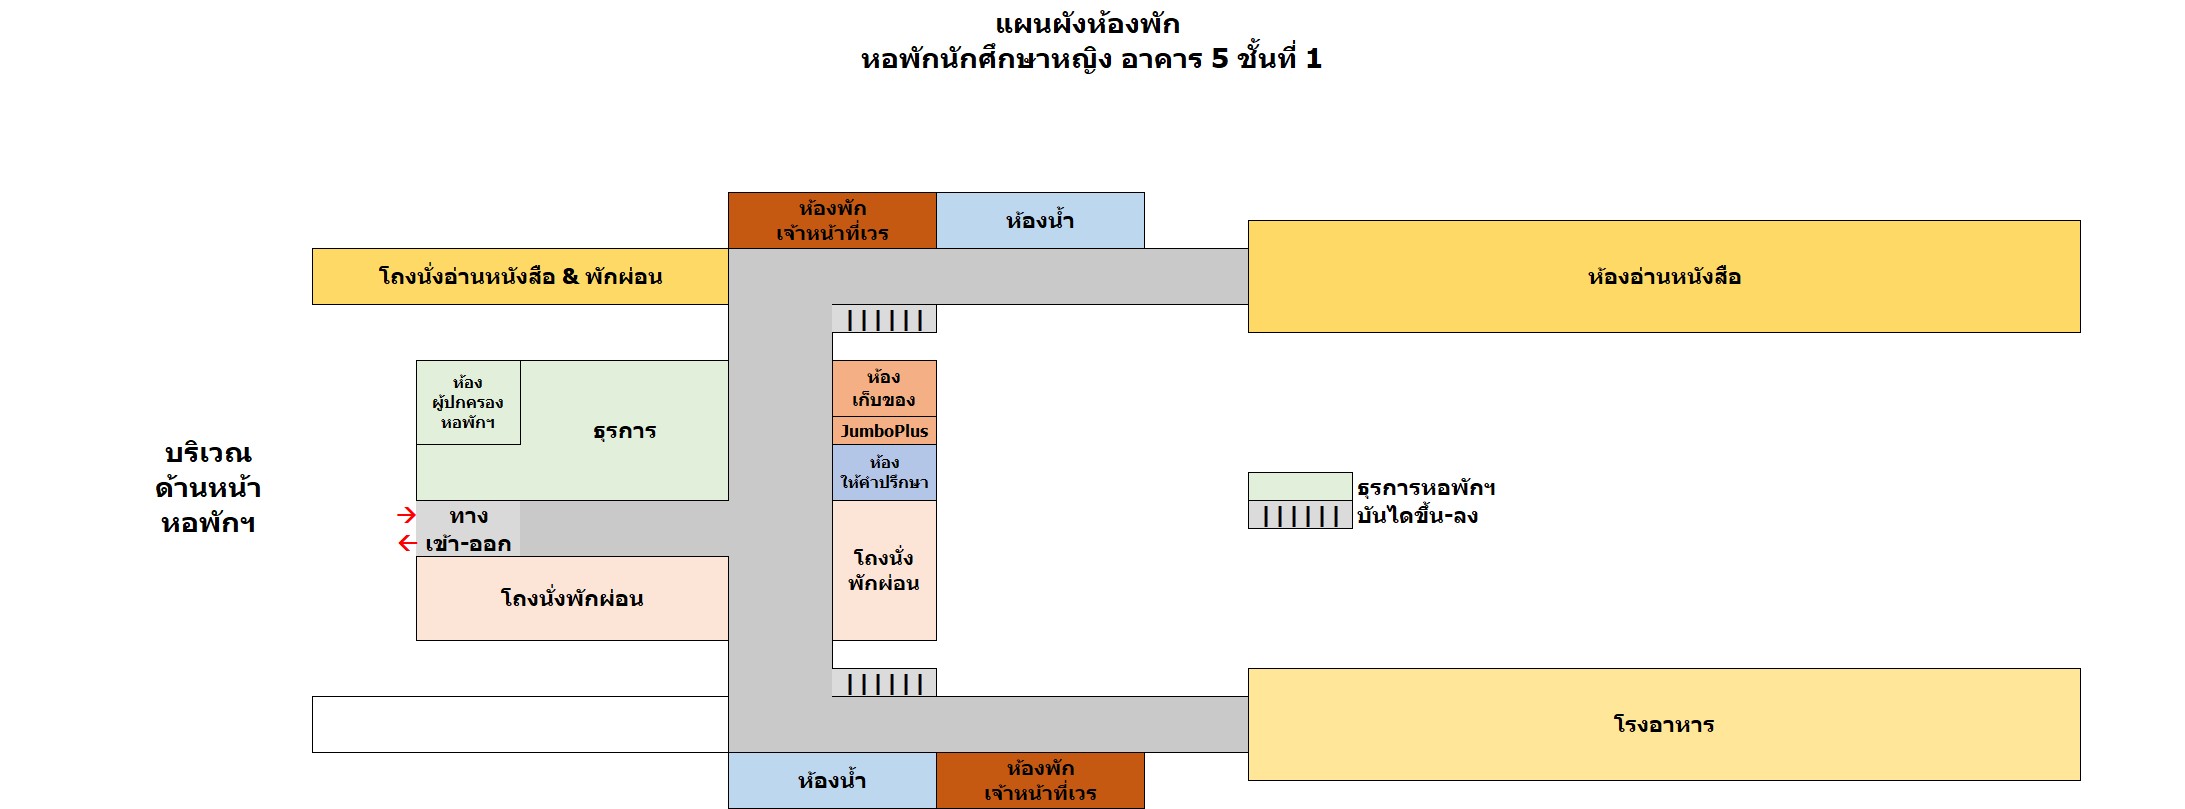 แผนผังห้องพัก
หอพักนักศึกษาหญิง อาคาร 5 ชั้นที่ 1
ห้องพัก
เจ้าหน้าที่เวร
ห้องน้ำ
โถงนั่งอ่านหนังสือ & พักผ่อน
ห้องอ่านหนังสือ
||||||
ห้อง
ผู้ปกครอง
หอพักฯ
ธุรการ
ห้อง
เก็บของ
JumboPlus
ห้อง
ให้คำปรึกษา
บริเวณ
ด้านหน้า
หอพักฯ
→ ทาง
← เข้า-ออก
โถงนั่ง
พักผ่อน
ธุรการหอพักฯ
|||||| บันไดขึ้น-ลง
โถงนั่งพักผ่อน
||||||
โรงอาหาร
ห้องน้ำ
ห้องพัก
เจ้าหน้าที่เวร